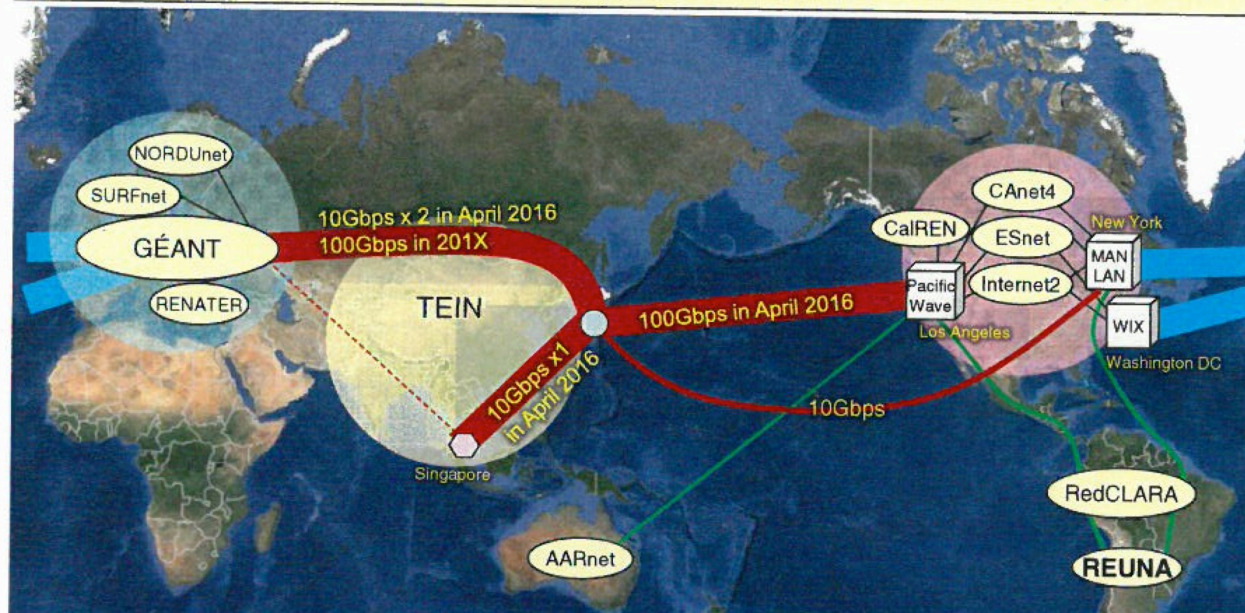 NORDUnet
SURFnet
GÉANT
RENATER
10Gbps x 2 in April 2016
100Gbps in 201X
TEIN
10Gbps x1
in April 2016
Singapore
100Gbps in April 2016
10Gbps
AARnet
CAnet4
CalREN
ESnet
Internet2
New York
MAN
LAN
Pacific
Wave
Los Angeles
WIX
Washington DC
RedCLARA
REUNA